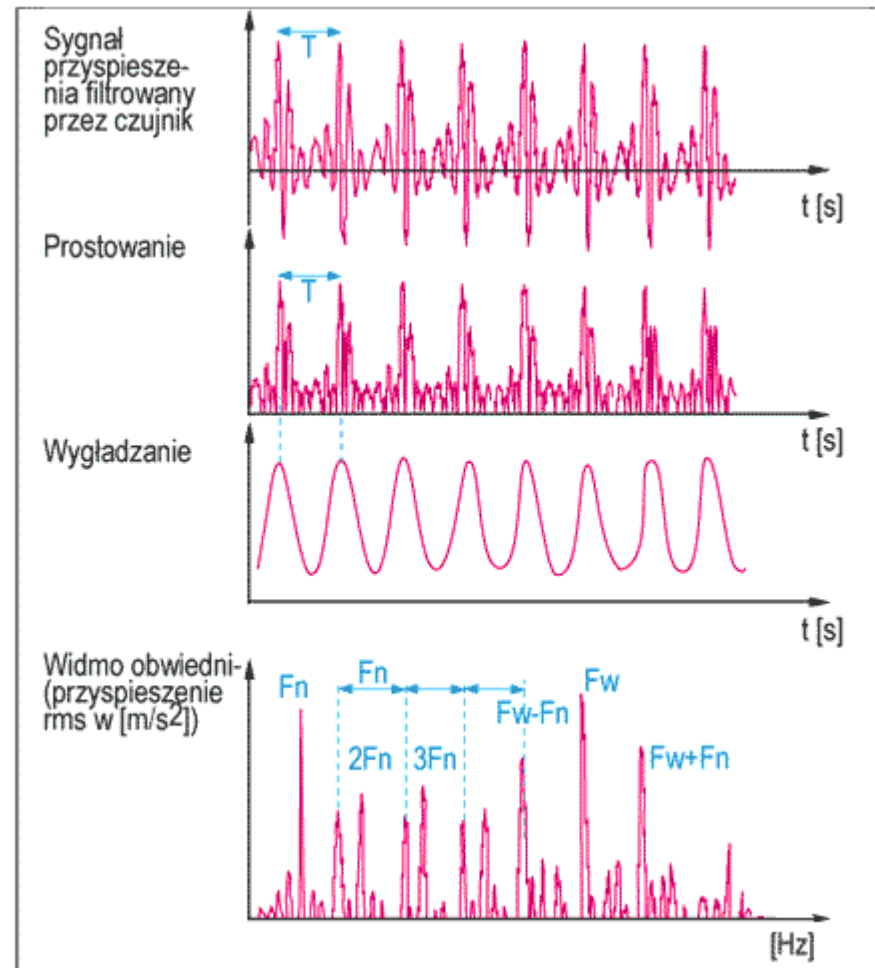 Sygnał
przyspiesze-
nia filtrowany
przez czujnik
T
t [s]
Prostowanie
T
t [s]
Wygładzanie
t [s]
Widmo obwiedni-
(przyspieszenie
rms w [m/s2])
Fn
Fn
Fw
Fw-Fn
2Fn
3Fn
Fw+Fn
[Hz]